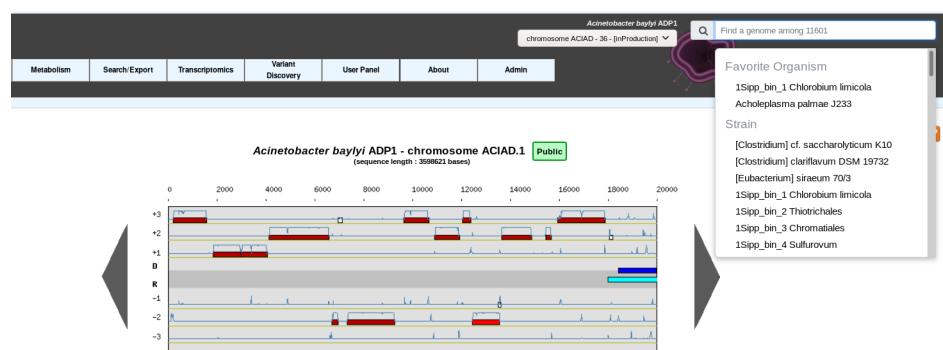 Acinetobacter baylyi ADP1
chromosome ACIAD - 36 - [inProduction]
Find a genome among 11601
Metabolism
Search/Export
Transcriptomics
Variant
Discovery
User Panel
About
Admin
Favorite Organism
1Sipp_bin_1 Chlorobium limicola
Acholeplasma palmae J233
Strain
[Clostridium] cf. saccharolyticum K10
[Clostridium] clariflavum DSM 19732
[Eubacterium] siraeum 70/3
1Sipp_bin_1 Chlorobium limicola
1Sipp_bin_2 Thiotrichales
1Sipp_bin_3 Chromatiales
1Sipp_bin_4 Sulfurovum
Acinetobacter baylyi ADP1 - chromosome ACIAD.1
Public
(sequence length : 3598621 bases)
0 2000 4000 6000 8000 10000 12000 14000 16000 18000 20000
+3
+2
+1
D
R
-1
-2
-3